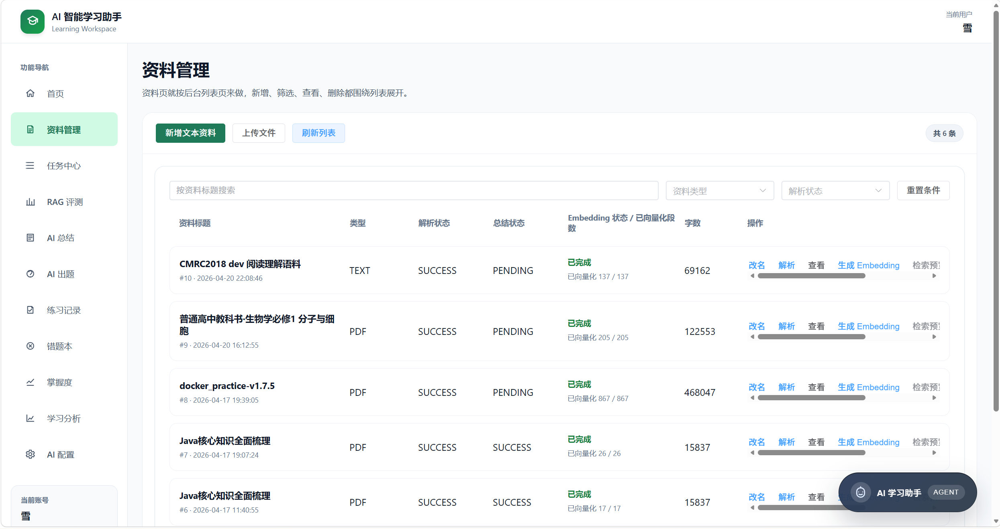 AI 智能学习助手
Learning Workspace
当前用户
雪
功能导航
首页
资料管理
任务中心
RAG 评测
AI 总结
AI 出题
练习记录
错题本
掌握度
学习分析
AI 配置
当前账号
雪
资料管理
资料页就按后台列表页来做，新增、筛选、查看、删除都围绕列表展开。
新增文本资料 上传文件 刷新列表 共 6 条
按资料标题搜索 资料类型 解析状态 重置条件
资料标题 类型 解析状态 总结状态 Embedding 状态 / 已向量化段数 字数 操作
CMRC2018 dev 阅读理解语料
#10 · 2026-04-20 22:08:46
TEXT SUCCESS PENDING
已完成
已向量化 137 / 137
69162
改名 解析 查看 生成 Embedding 检索预
普通高中教科书·生物学必修1 分子与细
胞
#9 · 2026-04-20 16:12:55
PDF SUCCESS PENDING
已完成
已向量化 205 / 205
122553
改名 解析 查看 生成 Embedding 检索预
docker_practice-v1.7.5
#8 · 2026-04-17 19:39:05
PDF SUCCESS PENDING
已完成
已向量化 867 / 867
468047
改名 解析 查看 生成 Embedding 检索预
Java核心知识全面梳理
#7 · 2026-04-17 19:07:24
PDF SUCCESS SUCCESS
已完成
已向量化 26 / 26
15837
改名 解析 查看 生成 Embedding 检索预
Java核心知识全面梳理
#6 · 2026-04-17 11:40:55
PDF SUCCESS SUCCESS
已完成
已向量化 17 / 17
15837
改名 解析 查看
AI 学习助手 AGENT